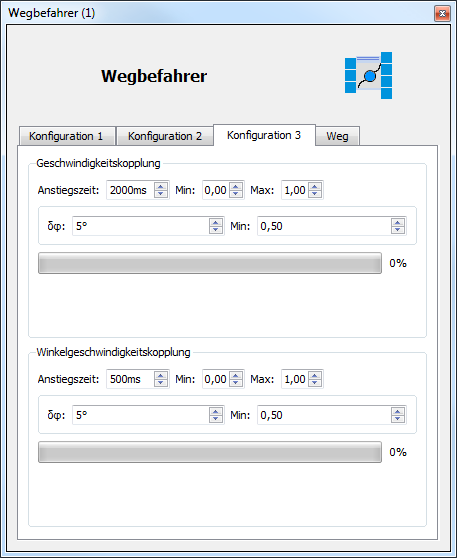 Wegbefahrer (1)
Wegbefahrer
Konfiguration 1 Konfiguration 2 Konfiguration 3 Weg
Geschwindigkeitskopplung
Anstiegszeit: 2000ms Min: 0,00 Max: 1,00
δφ: 5° Min: 0,50
0%
Winkelgeschwindigkeitskopplung
Anstiegszeit: 500ms Min: 0,00 Max: 1,00
δφ: 5° Min: 0,50
0%